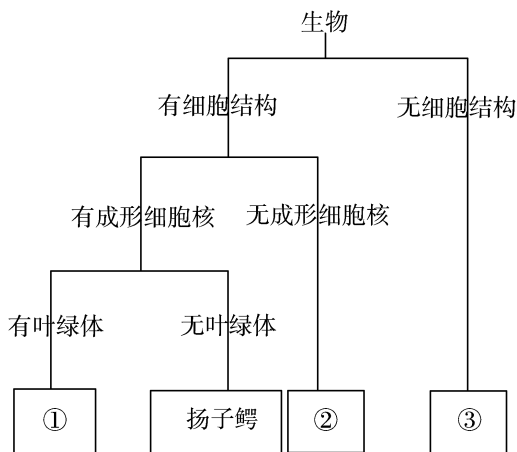 生物
有细胞结构
无细胞结构
有成形细胞核
无成形细胞核
有叶绿体
无叶绿体
①
扬子鳄
②
③